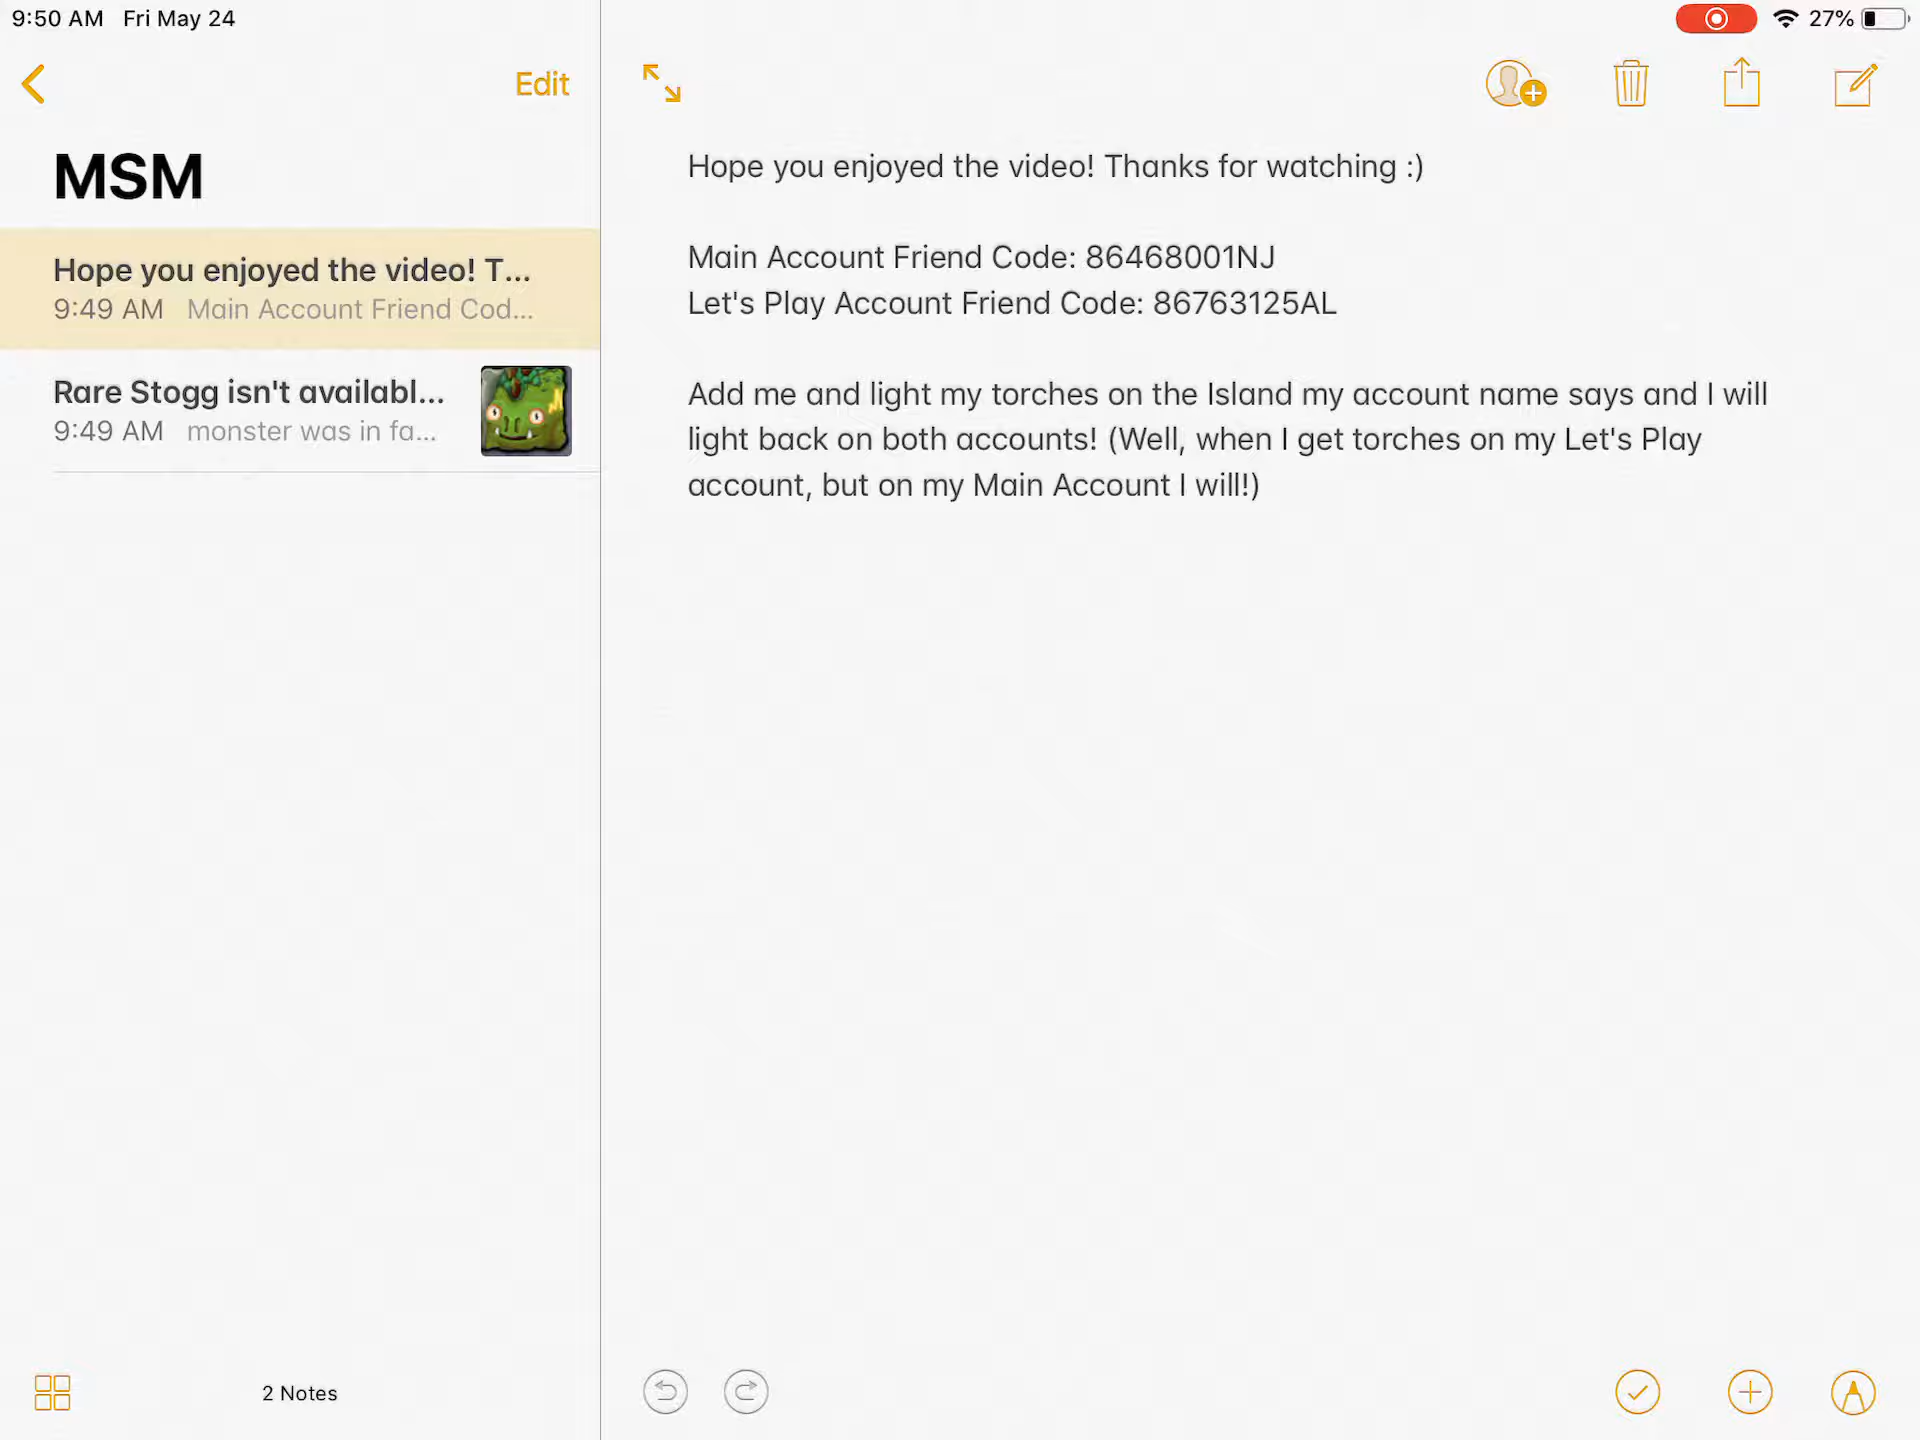 9:50 AM Fri May 24
27%
Edit
MSM
Hope you enjoyed the video! T...
9:49 AM Main Account Friend Cod...
Rare Stogg isn't availabl...
9:49 AM monster was in fa...
2 Notes
Hope you enjoyed the video! Thanks for watching :)
Main Account Friend Code: 86468001NJ
Let's Play Account Friend Code: 86763125AL
Add me and light my torches on the Island my account name says and I will
light back on both accounts! (Well, when I get torches on my Let's Play
account, but on my Main Account I will!)